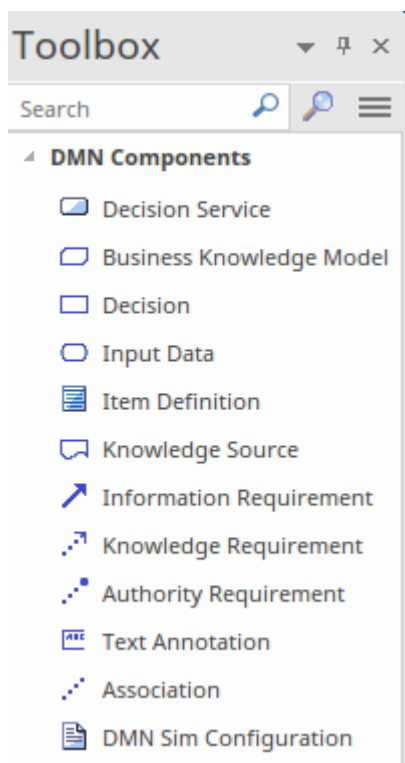 Toolbox
Search
DMN Components
Decision Service
Business Knowledge Model
Decision
Input Data
Item Definition
Knowledge Source
Information Requirement
Knowledge Requirement
Authority Requirement
Text Annotation
Association
DMN Sim Configuration